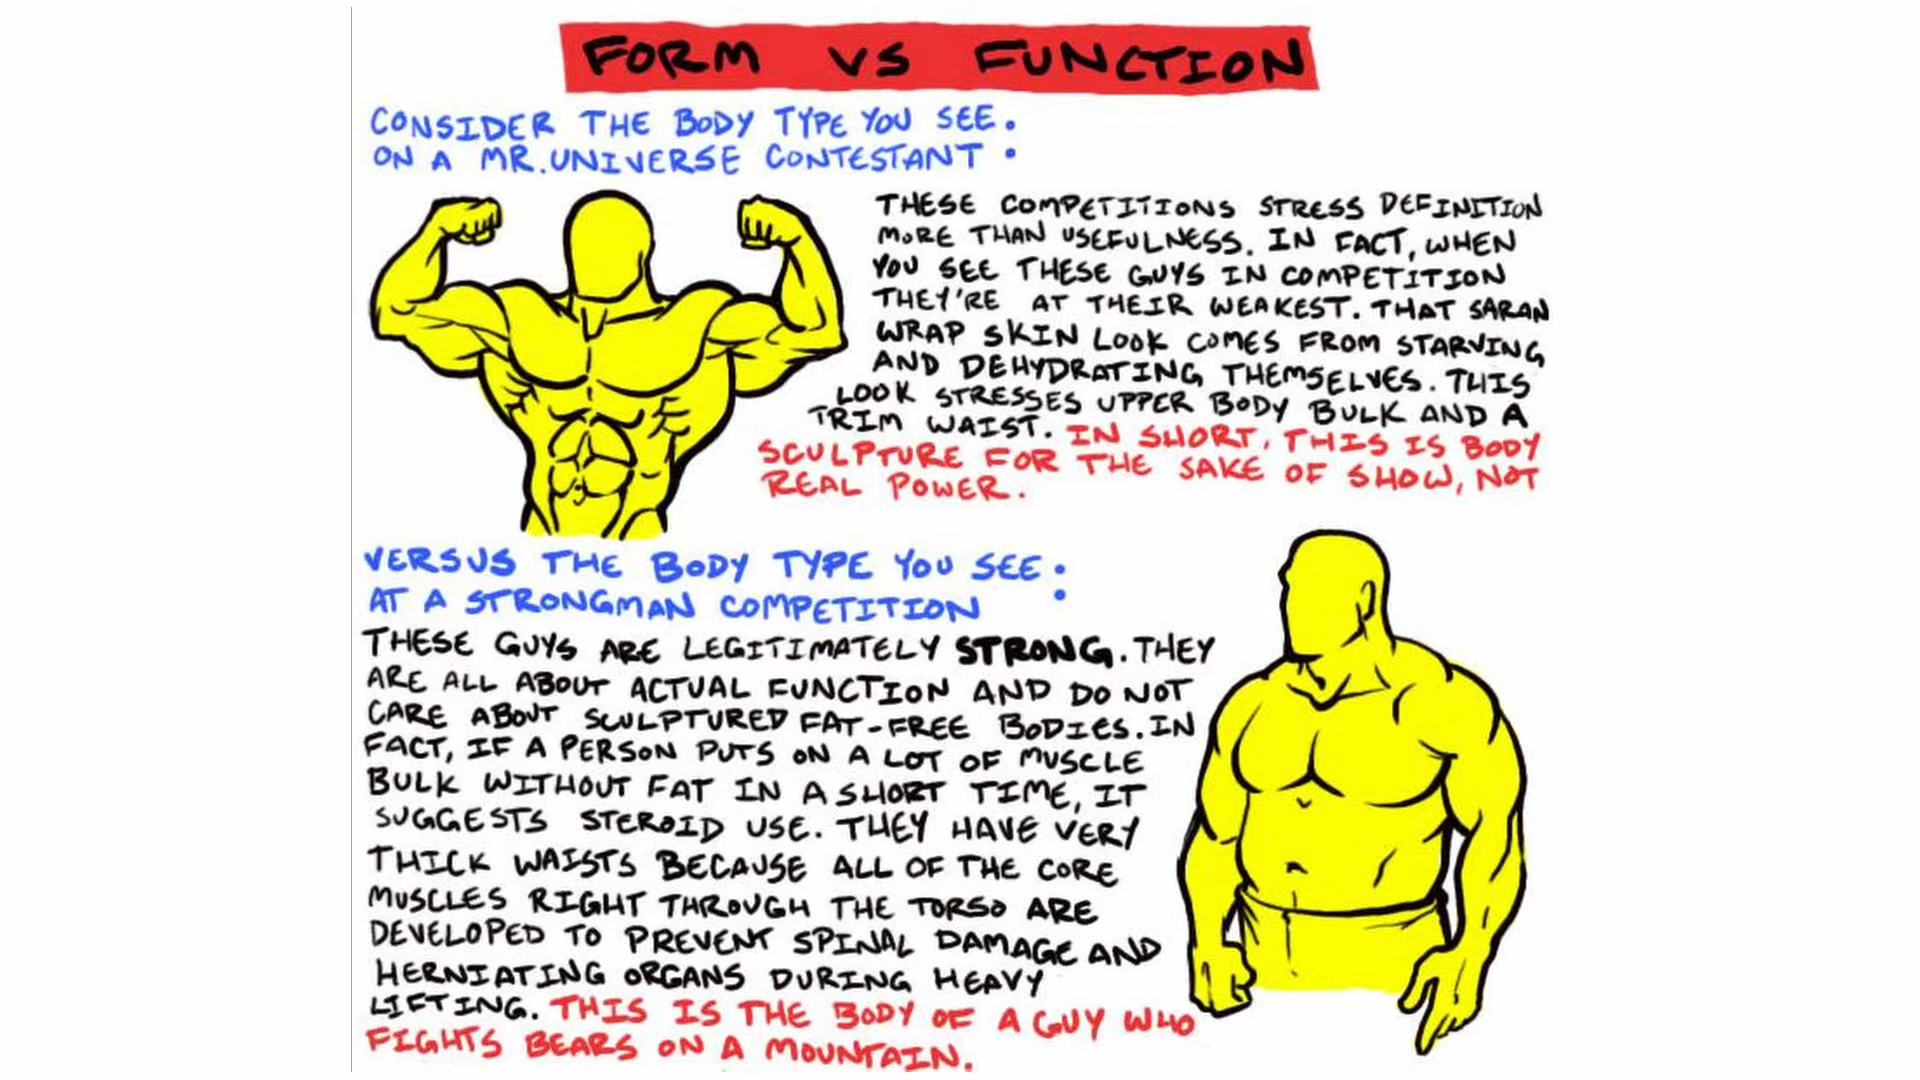 FORM VS FUNCTION
CONSIDER THE BODY TYPE YOU SEE
ON A MR. UNIVERSE CONTESTANT :
THESE COMPETITIONS STRESS DEFINITION
MORE THAN USEFULNESS. IN FACT, WHEN
YOU SEE THESE GUYS IN COMPETITION
THEY'RE AT THEIR WEAKEST. THAT SARAN
WRAP SKIN LOOK COMES FROM STARVING
AND DEHYDRATING THEMSELVES. THIS
LOOK STRESSES UPPER BODY BULK AND A
TRIM WAIST. IN SHORT, THIS IS BODY
SCULPTURE FOR THE SAKE OF SHOW, NOT
REAL POWER.
VERSUS THE BODY TYPE YOU SEE
AT A STRONGMAN COMPETITION :
THESE GUYS ARE LEGITIMATELY STRONG. THEY
ARE ALL ABOUT ACTUAL FUNCTION AND DO NOT
CARE ABOUT SCULPTURED FAT-FREE BODIES. IN
FACT, IF A PERSON PUTS ON A LOT OF MUSCLE
BULK WITHOUT FAT IN A SHORT TIME, IT
SUGGESTS STEROID USE. THEY HAVE VERY
THICK WAISTS BECAUSE ALL OF THE CORE
MUSCLES RIGHT THROUGH THE TORSO ARE
DEVELOPED TO PREVENT SPINAL DAMAGE AND
HERNIATING ORGANS DURING HEAVY
LIFTING. THIS IS THE BODY OF A GUY WHO
FIGHTS BEARS ON A MOUNTAIN.